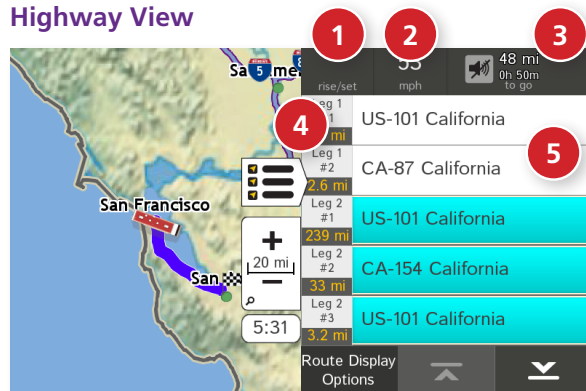 Highway View
1
2
3
rise/set
mph
48 mi
0h 50m
to go
5
4
5
San Francisco
San
+
20 mi
−
5:31
Leg 1
mi
US-101 California
Leg 1
#2
2.6 mi
CA-87 California
Leg 2
#1
239 mi
US-101 California
Leg 2
#2
33 mi
CA-154 California
Leg 2
#3
3.2 mi
US-101 California
Route Display
Options